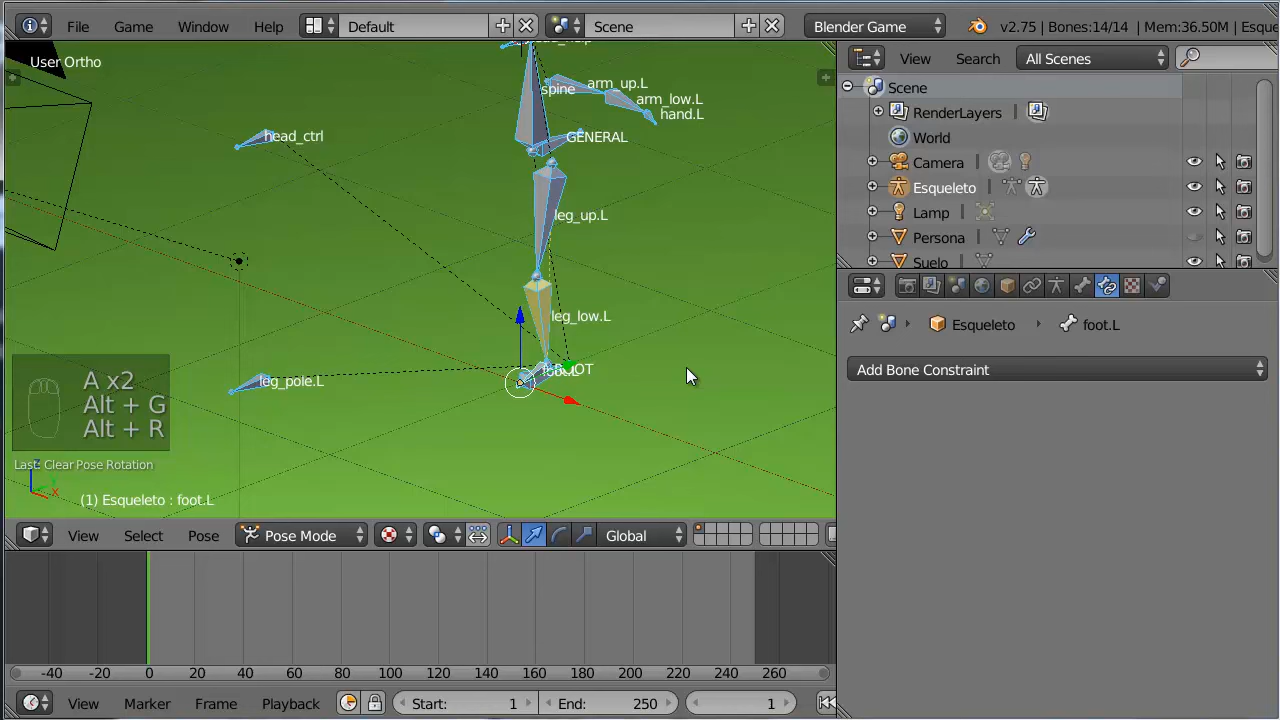 File Game Window Help Default Scene Blender Game v2.75 | Bones:14/14 | Mem:36.50M | Esque
User Ortho
View Search All Scenes
Scene
RenderLayers
World
Camera
Esqueleto
Lamp
Persona
Suelo
spine
arm_up.L
arm_low.L
hand.L
head_ctrl
GENERAL
leg_up.L
leg_low.L
leg_pole.L
Esqueleto foot.L
Add Bone Constraint
A x2
Alt + G
Alt + R
Last: Clear Pose Rotation
z
x
(1) Esqueleto : foot.L
View Select Pose Pose Mode Global
-40 -20 0 20 40 60 80 100 120 140 160 180 200 220 240 260
View Marker Frame Playback Start: 1 End: 250 1